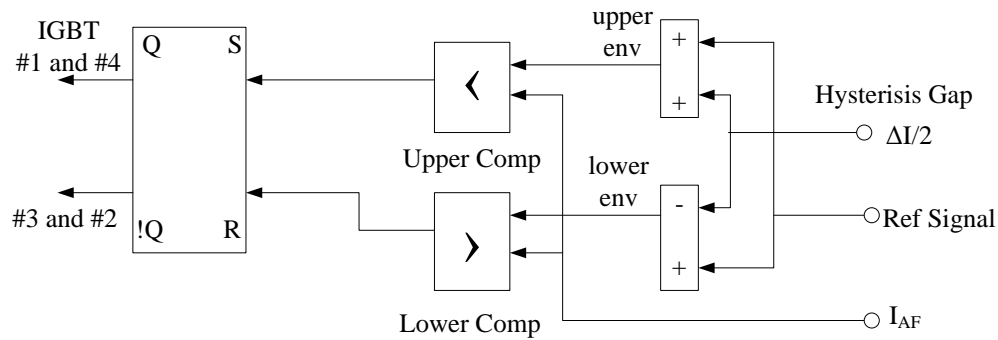 IGBT
#1 and #4
Q
S
<
Upper Comp
upper
env
+
+
Hysterisis Gap
ΔI/2
#3 and #2
!Q
R
>
Lower Comp
lower
env
-
+
Ref Signal
I_AF